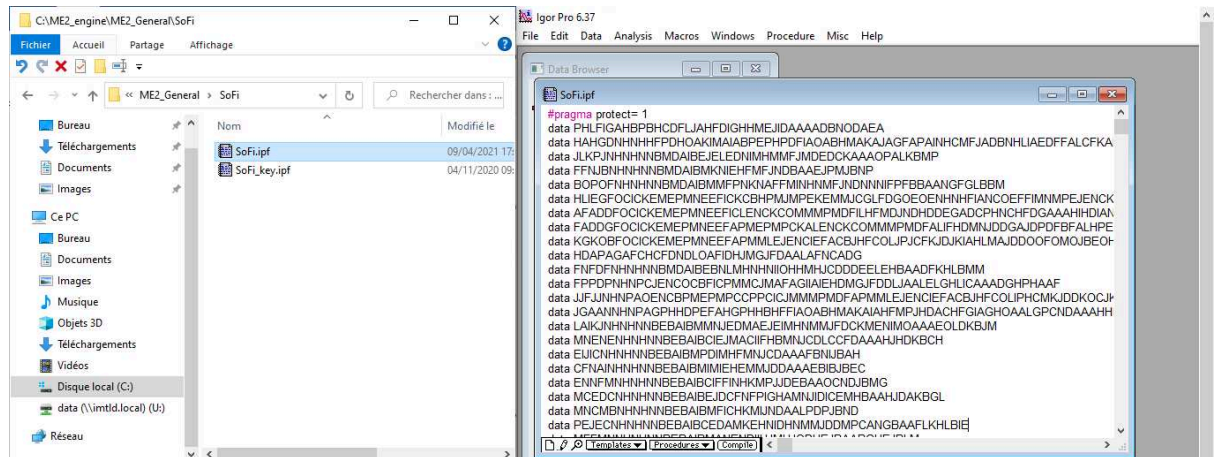 C:\ME2_engine\ME2_General\SoFi
Fichier Accueil Partage Affichage
« ME2_General › SoFi
Rechercher dans : ...
Bureau
Téléchargements
Documents
Images
Ce PC
Bureau
Documents
Images
Musique
Objets 3D
Téléchargements
Vidéos
Disque local (C:)
data (\\imtld.local) (U:)
Réseau
Nom Modifié le
SoFi.ipf 09/04/2021 17:
SoFi_key.ipf 04/11/2020 09:
Igor Pro 6.37
File Edit Data Analysis Macros Windows Procedure Misc Help
Data Browser
SoFi.ipf
#pragma protect= 1
data PHLFIGAHBPBHCDFLJAHFDIGHHMEJIDAAAADBNODAEA
data HAHGDNHNHHFPDHOAKIMAIABPEPHPDFIAOABHMAKAJAGFAPAINHCMFJADBNHLIAEDFFALCFKA
data JLKPJNHNHNNBMDAIBEJELEDNIMHMMFJMDEDCKAAAOPALKBMP
data FFNJBNHNHNNBMDAIBMKNIEHFMFJNDBAAEJPMJBNP
data BOPOFNHNHNNBMDAIBMMFPNKNAFFMINHNMFJNDNNNIFPFBBAANGFGLBBM
data HLIEGFOCICKEMEPMNEEFICKCBHPMJMPEKEMMJCGLFDGOEOENHNHFIANCOEFFIMNMPEJENCK
data AFADDFOCICKEMEPMNEEFICLENCKCOMMMPMDFILHFMDJNDHDDEGADCPHNCHFDGAAAHIHDIAN
data FADDGFOCICKEMEPMNEEFAPMEPMPCKALENCKCOMMMPMDFALIFHDMNJDDGAJDPDFBFALHPE
data KGKOBFOCICKEMEPMNEEFAPMMLEJENCIEFACBJHFCOLJPJCFKJDJKIAHLMAJDDOOFOMOJBEOH
data HDAPAGAFCHCFDNDLOAFIDHJMGJFDAALAFNCADG
data FNFDFNHNHNNBMDAIBEBNLMHNHNIIOHHMHJCDDDEELEHBAADFKHLBMM
data FPPDPNHNPCJENCOCBFICPMMCJMAFAGIIAIEHDMGJFDDLJAALELGHLICAAADGHPHAAF
data JJFJJNHNPAOENCBPMEPMPCCPPCICJMMMPMDFAPMMLEJENCIEFACBJHFCOLIPHCMKJDDKOCJK
data JGAANNHNPAGPHHDPEFAHGPHHBHFFIAOABHMAKAIAHFMPJHDACHFGIAGHOAALGPCNDAAAHH
data LAIKJNHNHNNBEBAIBMMNJEDMAEJEIMHNMMJFDCKMENIMOAAAEOLDKBJM
data MNENENHNHNNBEBAIBCIEJMACIIFHBMNJCDLCCFDAAAHJHDKBCH
data EIJICNHNHNNBEBAIBMPDIMHFMNJCDAAAFBNIJBAH
data CFNAINHNHNNBEBAIBMIMIEHEMMJDDAAAEBIBJBEC
data ENNFMNHNHNNBEBAIBCIFFINHKMPJJDEBAAOCNDJBMG
data MCEDCNHNHNNBEBAIBEJDCFNFPIGHAMNJIDICEMHBAAHJDAKBGL
data MNCMBNHNHNNBEBAIBMFICHKMIJNDAALPDPJBND
data PEJECNHNHNNBEBAIBCEDAMKEHNIDHNMMJDDMPCANGBAAFLKHLBIE
Templates Procedures Compile